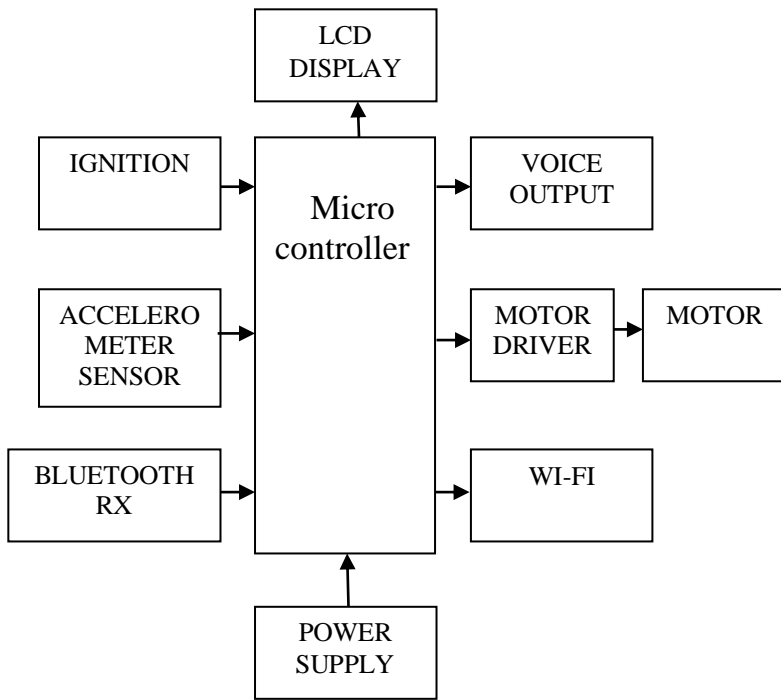 LCD
DISPLAY
IGNITION
VOICE
OUTPUT
Micro
controller
ACCELERO
METER
SENSOR
MOTOR
DRIVER
MOTOR
BLUETOOTH
RX
WI-FI
POWER
SUPPLY